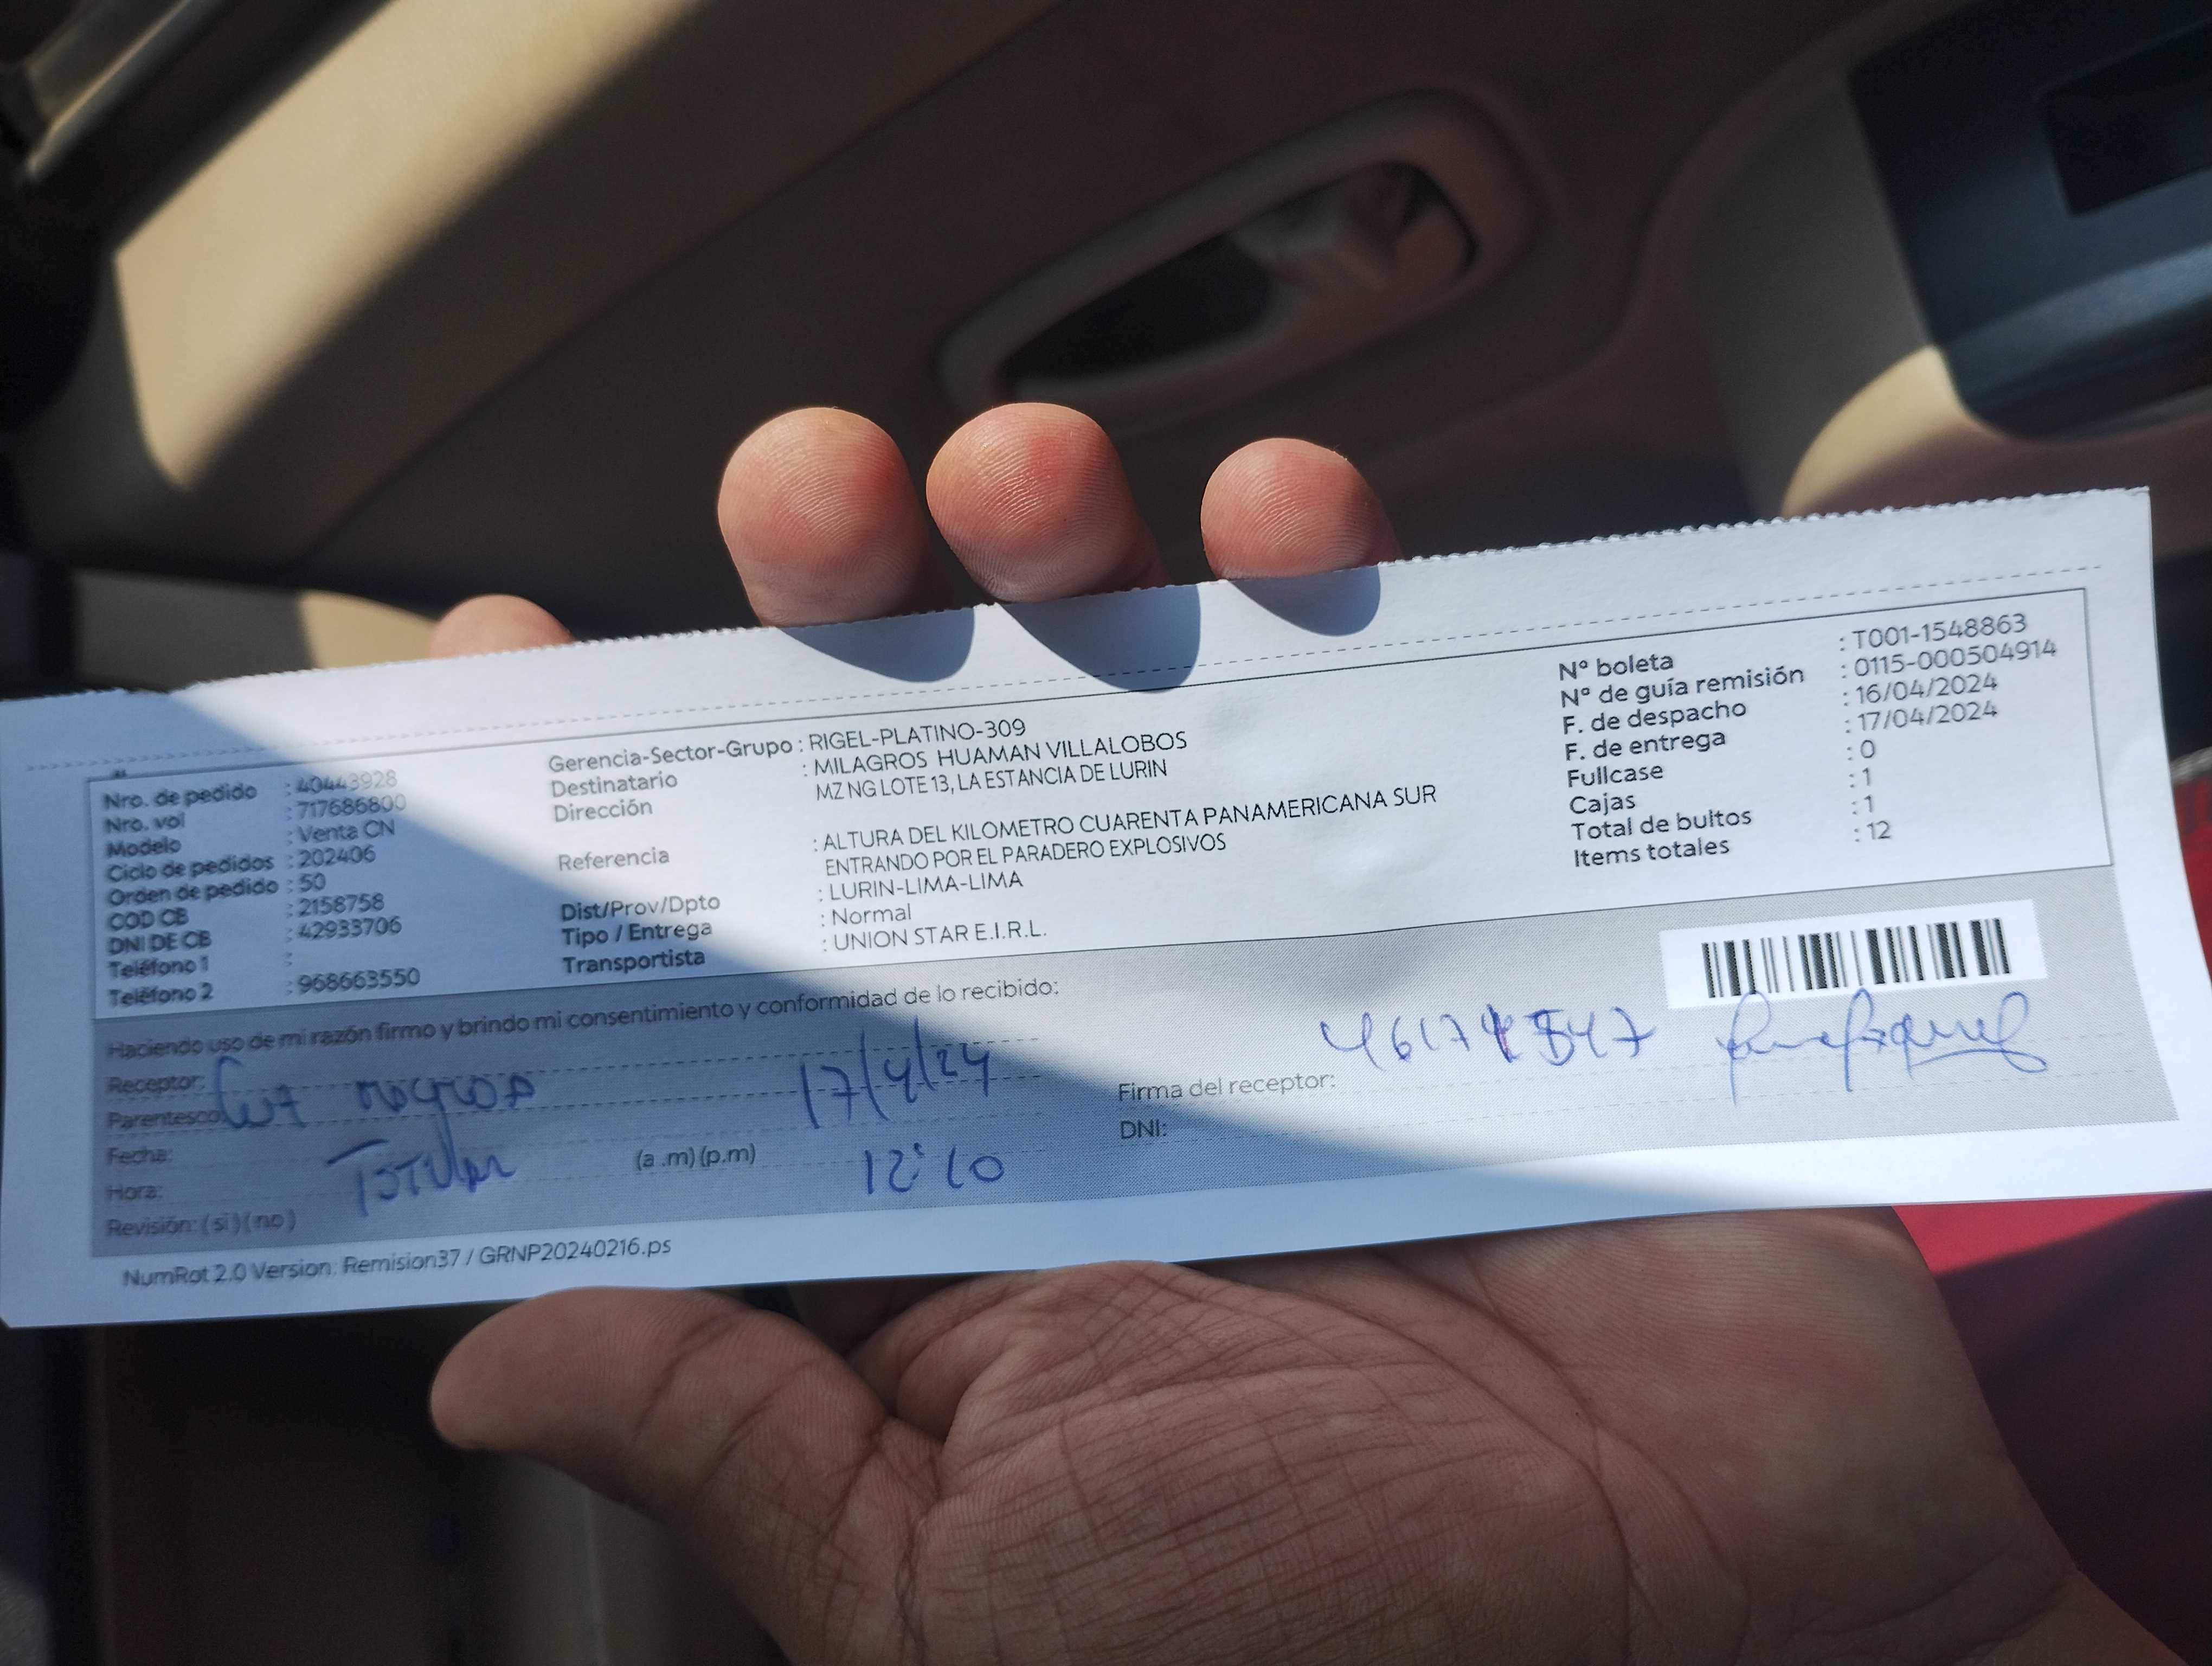 Nro. de pedido : 40443928
Nro. vol : 717686800
Modelo : Venta CN
Ciclo de pedidos : 202406
Orden de pedido : 50
COD CB : 2158758
DNI DE CB : 42933706
Teléfono 1 :
Teléfono 2 : 968663550
Gerencia-Sector-Grupo : RIGEL-PLATINO-309
Destinatario : MILAGROS HUAMAN VILLALOBOS
Dirección MZ NG LOTE 13, LA ESTANCIA DE LURIN
Referencia : ALTURA DEL KILOMETRO CUARENTA PANAMERICANA SUR
ENTRANDO POR EL PARADERO EXPLOSIVOS
Dist/Prov/Dpto : LURIN-LIMA-LIMA
Tipo / Entrega : Normal
Transportista : UNION STAR E.I.R.L.
Nº boleta : T001-1548863
Nº de guía remisión : 0115-000504914
F. de despacho : 16/04/2024
F. de entrega : 17/04/2024
Fullcase : 0
Cajas : 1
Total de bultos : 1
Items totales : 12
Haciendo uso de mi razón firmo y brindo mi consentimiento y conformidad de lo recibido:
Receptor:
Parentesco:
Fecha: 17/4/24
Hora: (a .m) (p.m) 12:10
Revisión: ( si ) ( no )
Firma del receptor:
DNI:
NumRot 2.0 Version: Remision37 / GRNP20240216.ps